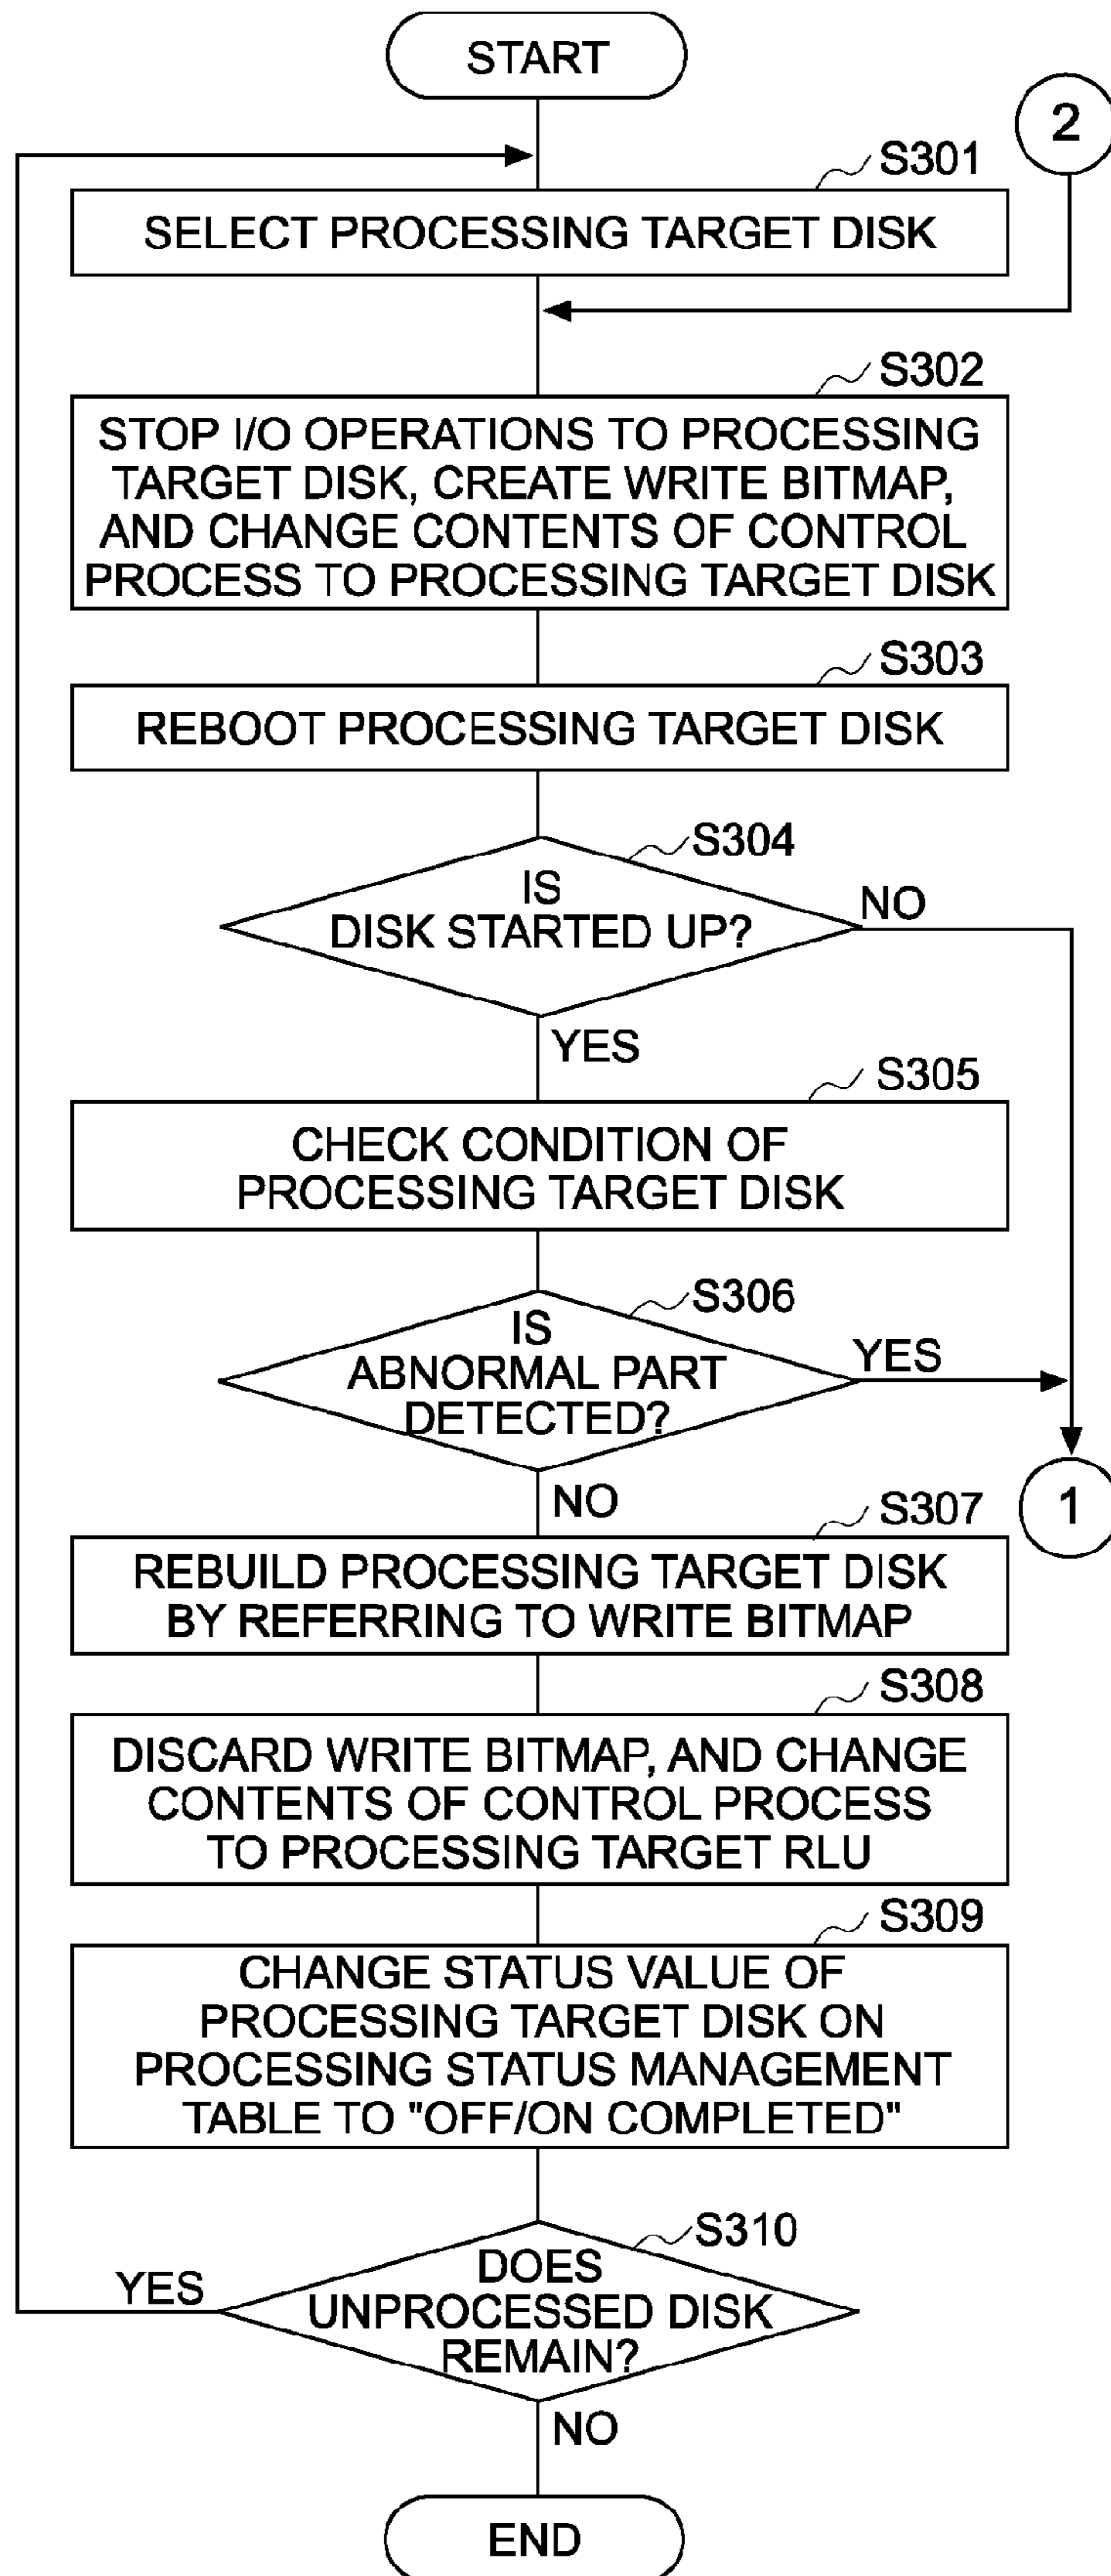 START
2
S301
SELECT PROCESSING TARGET DISK
S302
STOP I/O OPERATIONS TO PROCESSING
TARGET DISK, CREATE WRITE BITMAP,
AND CHANGE CONTENTS OF CONTROL
PROCESS TO PROCESSING TARGET DISK
S303
REBOOT PROCESSING TARGET DISK
S304
IS
DISK STARTED UP?
NO
YES
S305
CHECK CONDITION OF
PROCESSING TARGET DISK
S306
IS
ABNORMAL PART
DETECTED?
YES
NO
1
S307
REBUILD PROCESSING TARGET DISK
BY REFERRING TO WRITE BITMAP
S308
DISCARD WRITE BITMAP, AND CHANGE
CONTENTS OF CONTROL PROCESS
TO PROCESSING TARGET RLU
S309
CHANGE STATUS VALUE OF
PROCESSING TARGET DISK ON
PROCESSING STATUS MANAGEMENT
TABLE TO "OFF/ON COMPLETED"
S310
DOES
UNPROCESSED DISK
REMAIN?
YES
NO
END